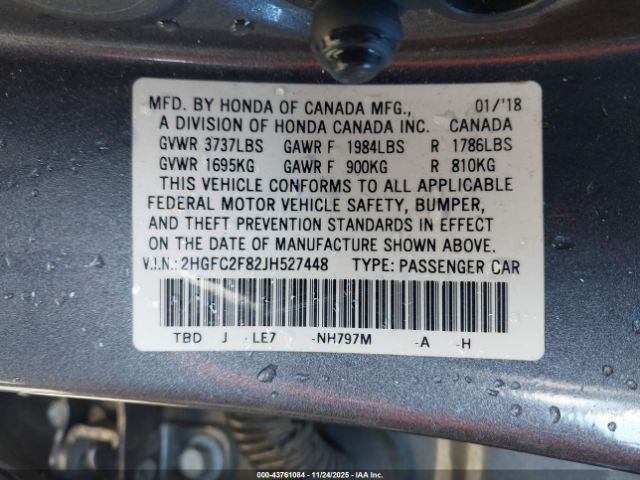 MFD. BY HONDA OF CANADA MFG., 01/'18
A DIVISION OF HONDA CANADA INC. CANADA
GVWR 3737LBS GAWR F 1984LBS R 1786LBS
GVWR 1695KG GAWR F 900KG R 810KG
THIS VEHICLE CONFORMS TO ALL APPLICABLE
FEDERAL MOTOR VEHICLE SAFETY, BUMPER,
AND THEFT PREVENTION STANDARDS IN EFFECT
ON THE DATE OF MANUFACTURE SHOWN ABOVE.
V.I.N.: 2HGFC2F82JH527448 TYPE: PASSENGER CAR
TBD J -LE7 -NH797M -A -H
00-43761084 - 11/24/2025 - IAA Inc.